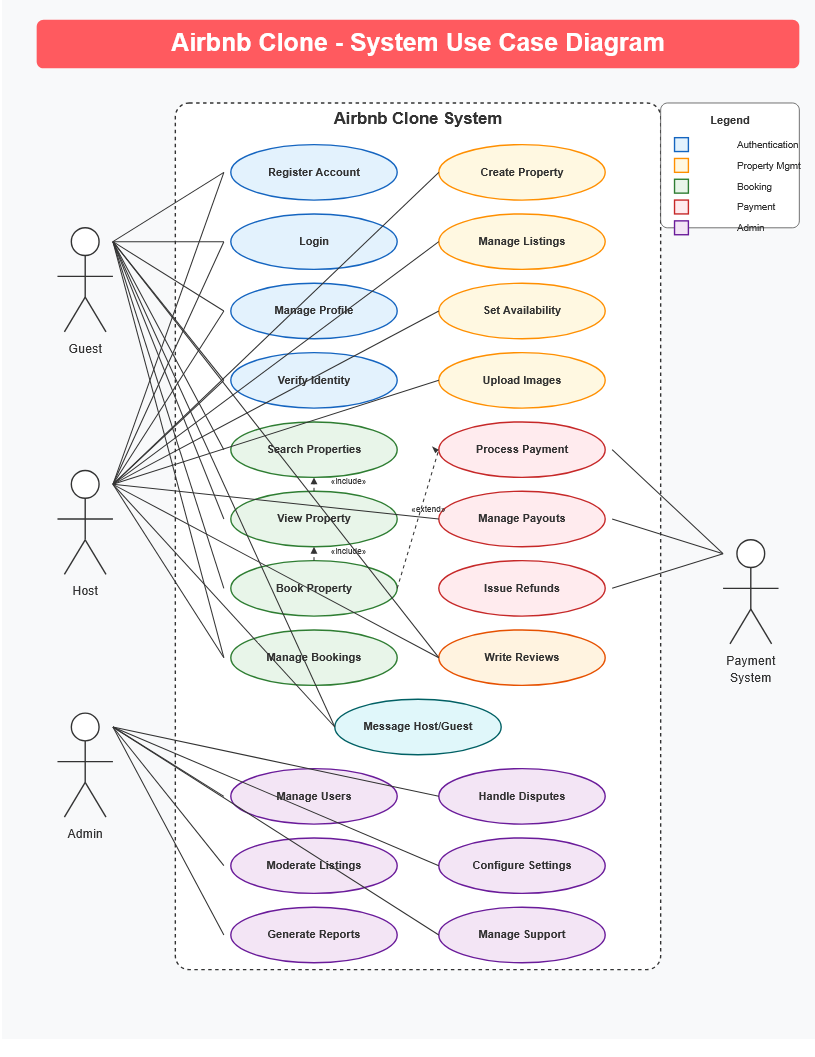 Airbnb Clone - System Use Case Diagram
Airbnb Clone System
Legend
Authentication
Property Mgmt
Booking
Payment
Admin
Register Account
Create Property
Login
Manage Listings
Guest
Manage Profile
Set Availability
Verify Identity
Upload Images
Search Properties
Process Payment
«include»
Host
View Property
«extend»
Manage Payouts
«include»
Book Property
Issue Refunds
Manage Bookings
Write Reviews
Payment
System
Message Host/Guest
Admin
Manage Users
Handle Disputes
Moderate Listings
Configure Settings
Generate Reports
Manage Support